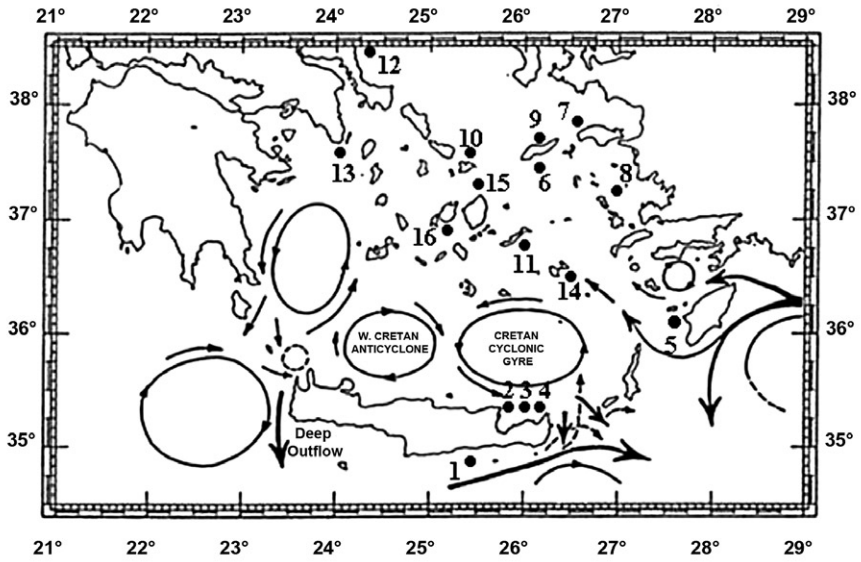 21° 22° 23° 24° 25° 26° 27° 28° 29°
12
38° 38°
9 7
10
13 6 8
15
37° 37°
16
11
14
36° 36°
W. CRETAN
ANTICYCLONE
CRETAN
CYCLONIC
GYRE
5
2 3 4
35° 35°
Deep
Outflow
1
21° 22° 23° 24° 25° 26° 27° 28° 29°